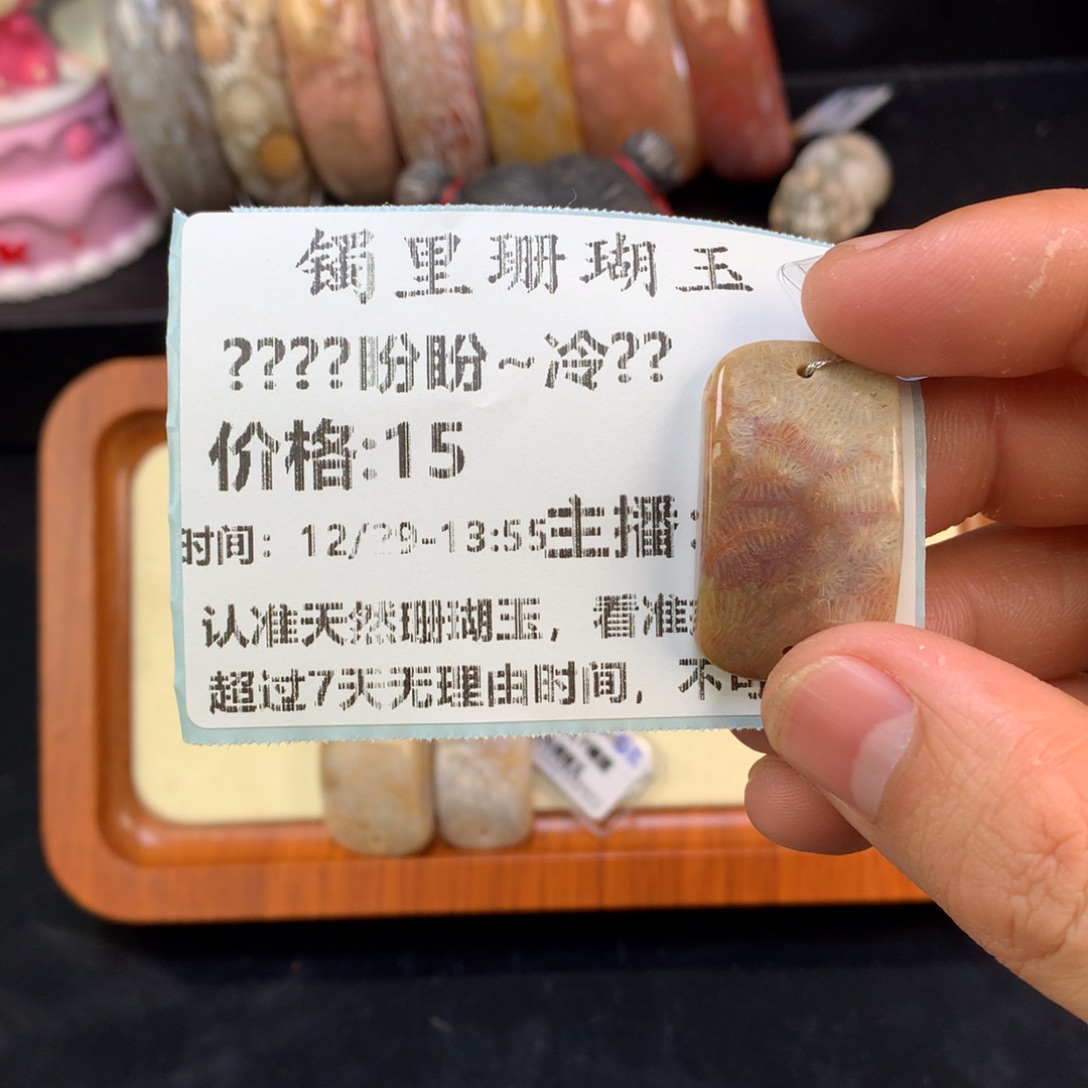 镯里珊瑚玉
????盼盼~冷??
价格:15
时间：12/29-13:55主播:
认准天然珊瑚玉，看准
超过7天无理由时间，不可